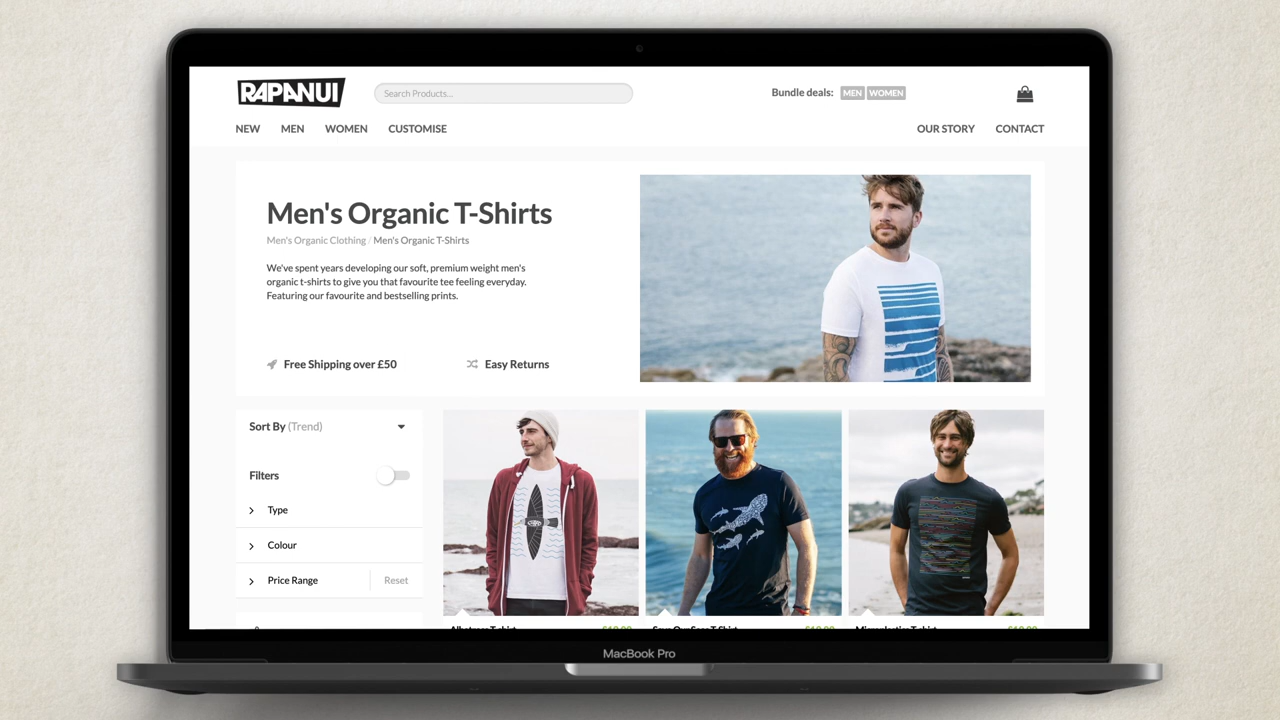 RAPANUI
Search Products...
Bundle deals: MEN WOMEN
NEW MEN WOMEN CUSTOMISE
OUR STORY CONTACT
Men's Organic T-Shirts
Men's Organic Clothing / Men's Organic T-Shirts
We've spent years developing our soft, premium weight men's
organic t-shirts to give you that favourite tee feeling everyday.
Featuring our favourite and bestselling prints.
Free Shipping over £50
Easy Returns
Sort By (Trend)
Filters
Type
Colour
Price Range
Reset
MacBook Pro